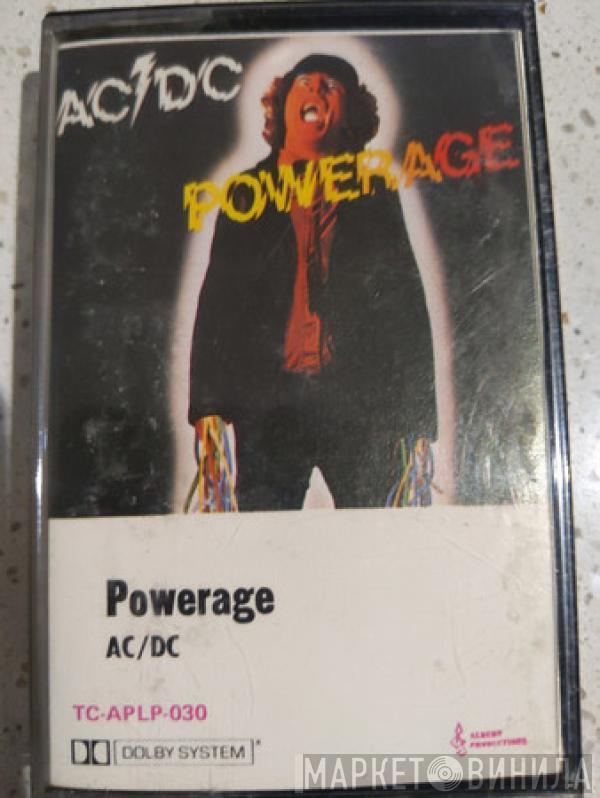 AC/DC
POWERAGE
Powerage
AC/DC
TC-APLP-030
DOLBY SYSTEM
ALBERT
PRODUCTIONS
МАРКЕТ ВИНИЛА